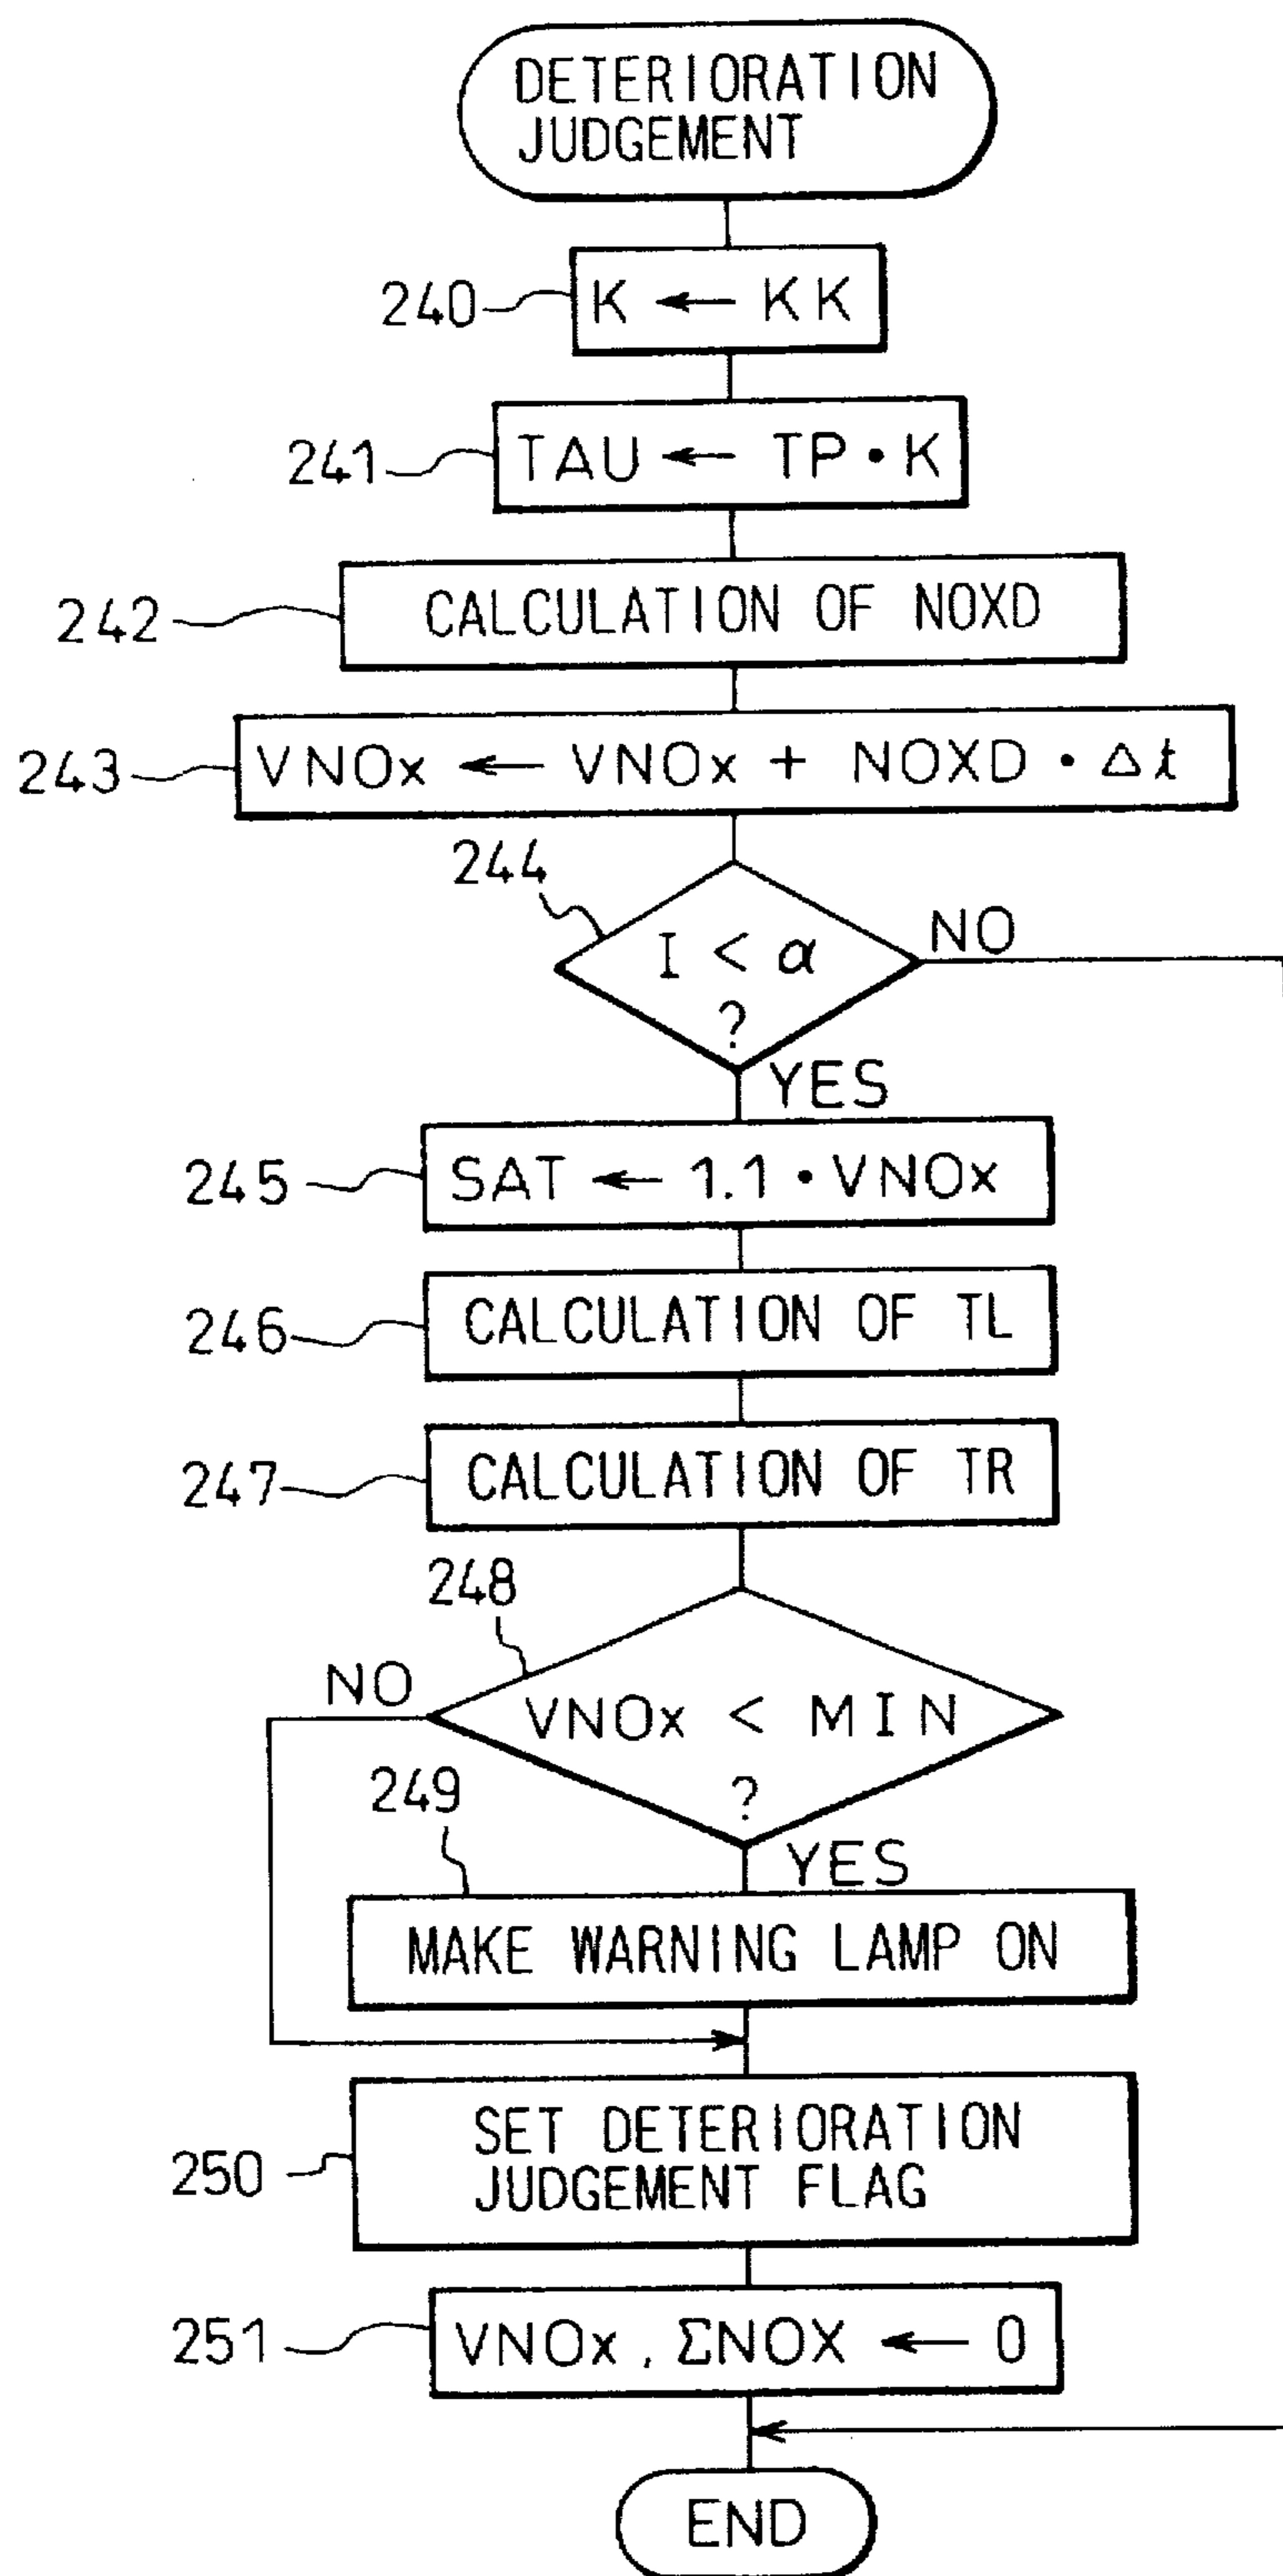 DETERIORATION
JUDGEMENT
240
K ← KK
241
TAU ← TP・K
242
CALCULATION OF NOXD
243
VNOx ← VNOx + NOXD・Δt
244
I < α
?
NO
YES
245
SAT ← 1.1・VNOx
246
CALCULATION OF TL
247
CALCULATION OF TR
248
NO
VNOx < MIN
?
YES
249
MAKE WARNING LAMP ON
250
SET DETERIORATION
JUDGEMENT FLAG
251
VNOx, ΣNOX ← 0
END